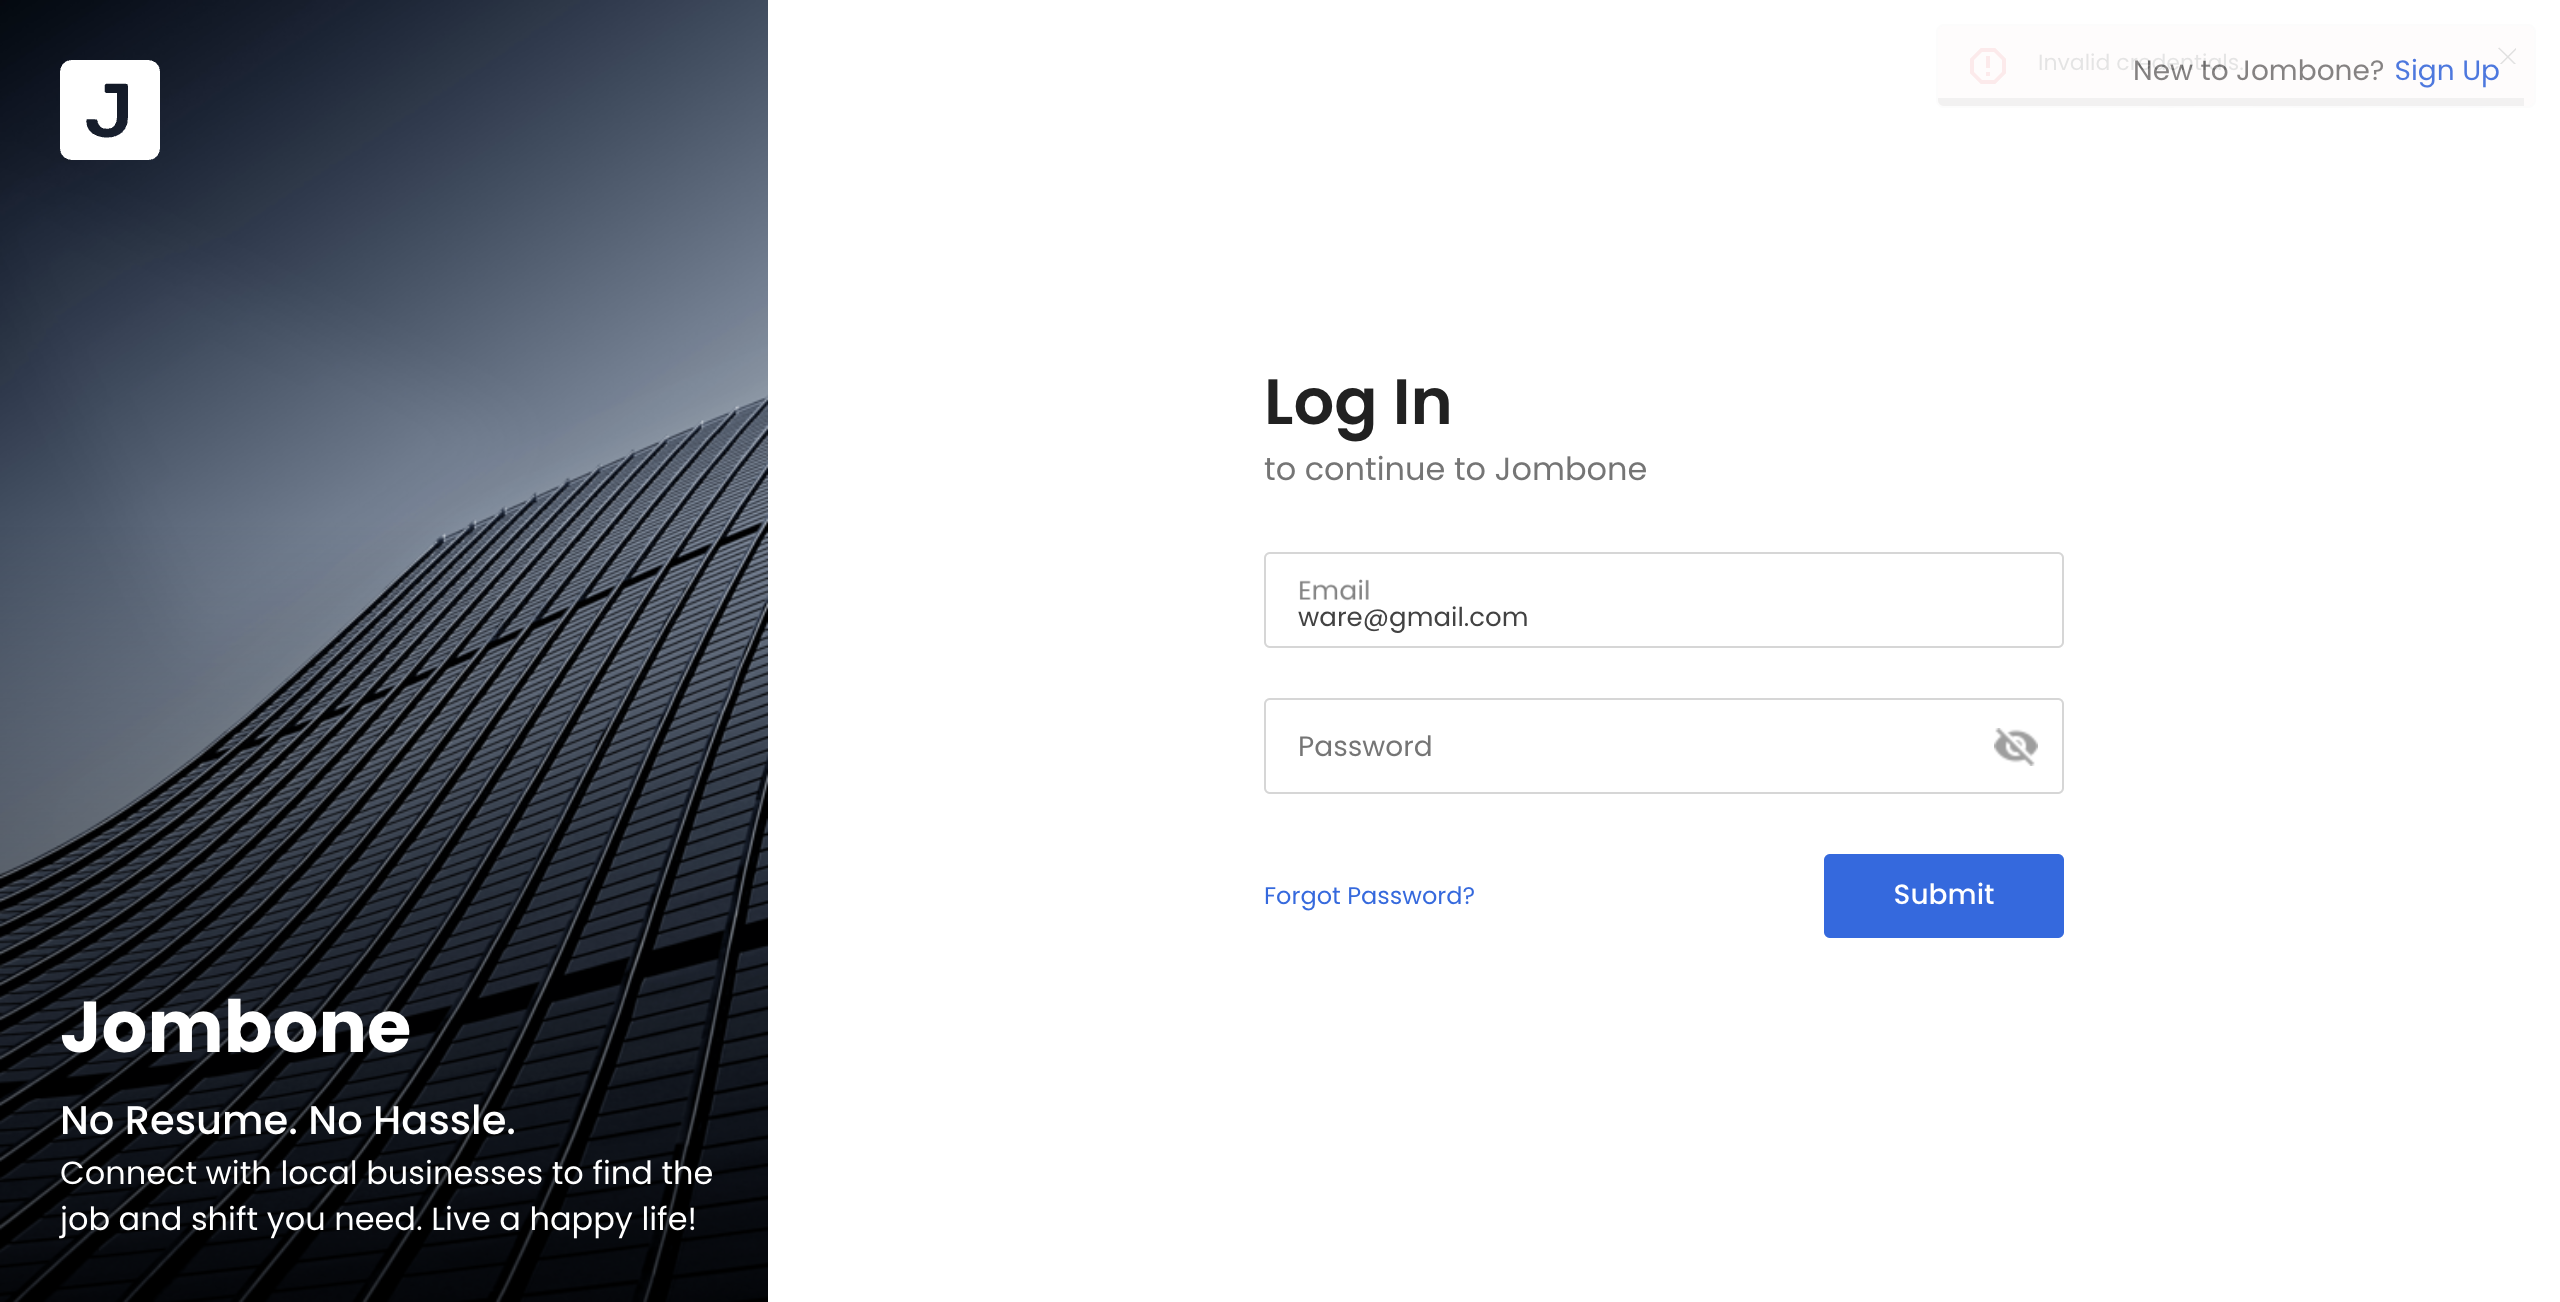 J
Jombone
No Resume. No Hassle.
Connect with local businesses to find the
job and shift you need. Live a happy life!
Invalid credentials.
New to Jombone? Sign Up
Log In
to continue to Jombone
Email
ware@gmail.com
Password
Forgot Password?
Submit